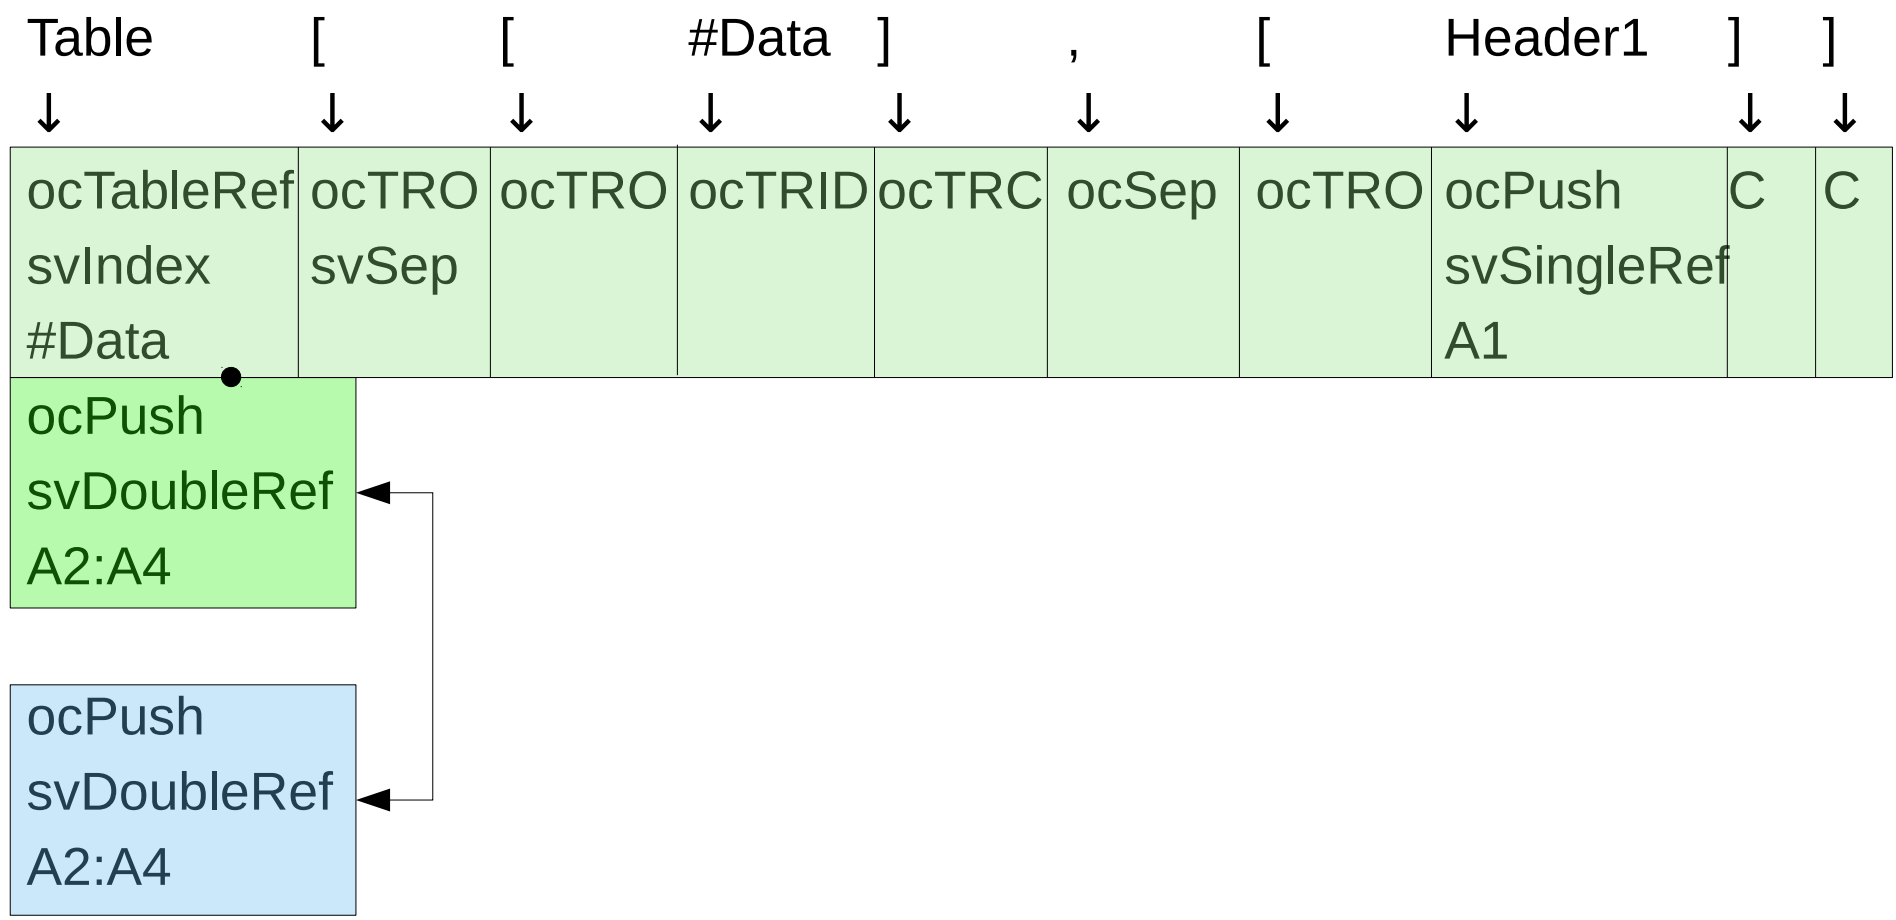 Table [ [ #Data ] , [ Header1 ] ]
↓ ↓ ↓ ↓ ↓ ↓ ↓ ↓ ↓ ↓
ocTableRef ocTRO ocTRO ocTRID ocTRC ocSep ocTRO ocPush C C
svIndex svSep svSingleRef
#Data A1
ocPush
svDoubleRef
A2:A4
ocPush
svDoubleRef
A2:A4